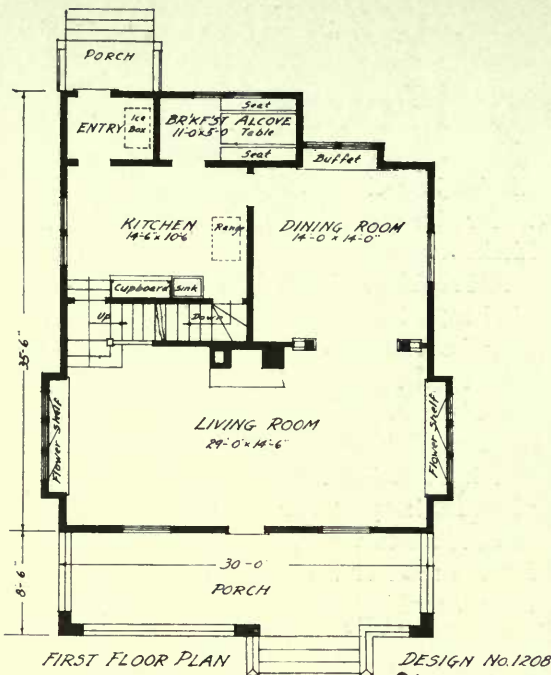 PORCH
ENTRY
Ice
Box
BR'KF'ST ALCOVE
11-0x5-0
Seat
Table
Seat
Buffet
KITCHEN
14'-6" x 10'-6"
Range
DINING ROOM
14'-0" x 14'-0"
Cupboard
Sink
Up
Down
35'-6"
LIVING ROOM
29'-0" x 14'-6"
Flower Shelf
Flower Shelf
30'-0"
PORCH
8'-6"
FIRST FLOOR PLAN
DESIGN No. 1208